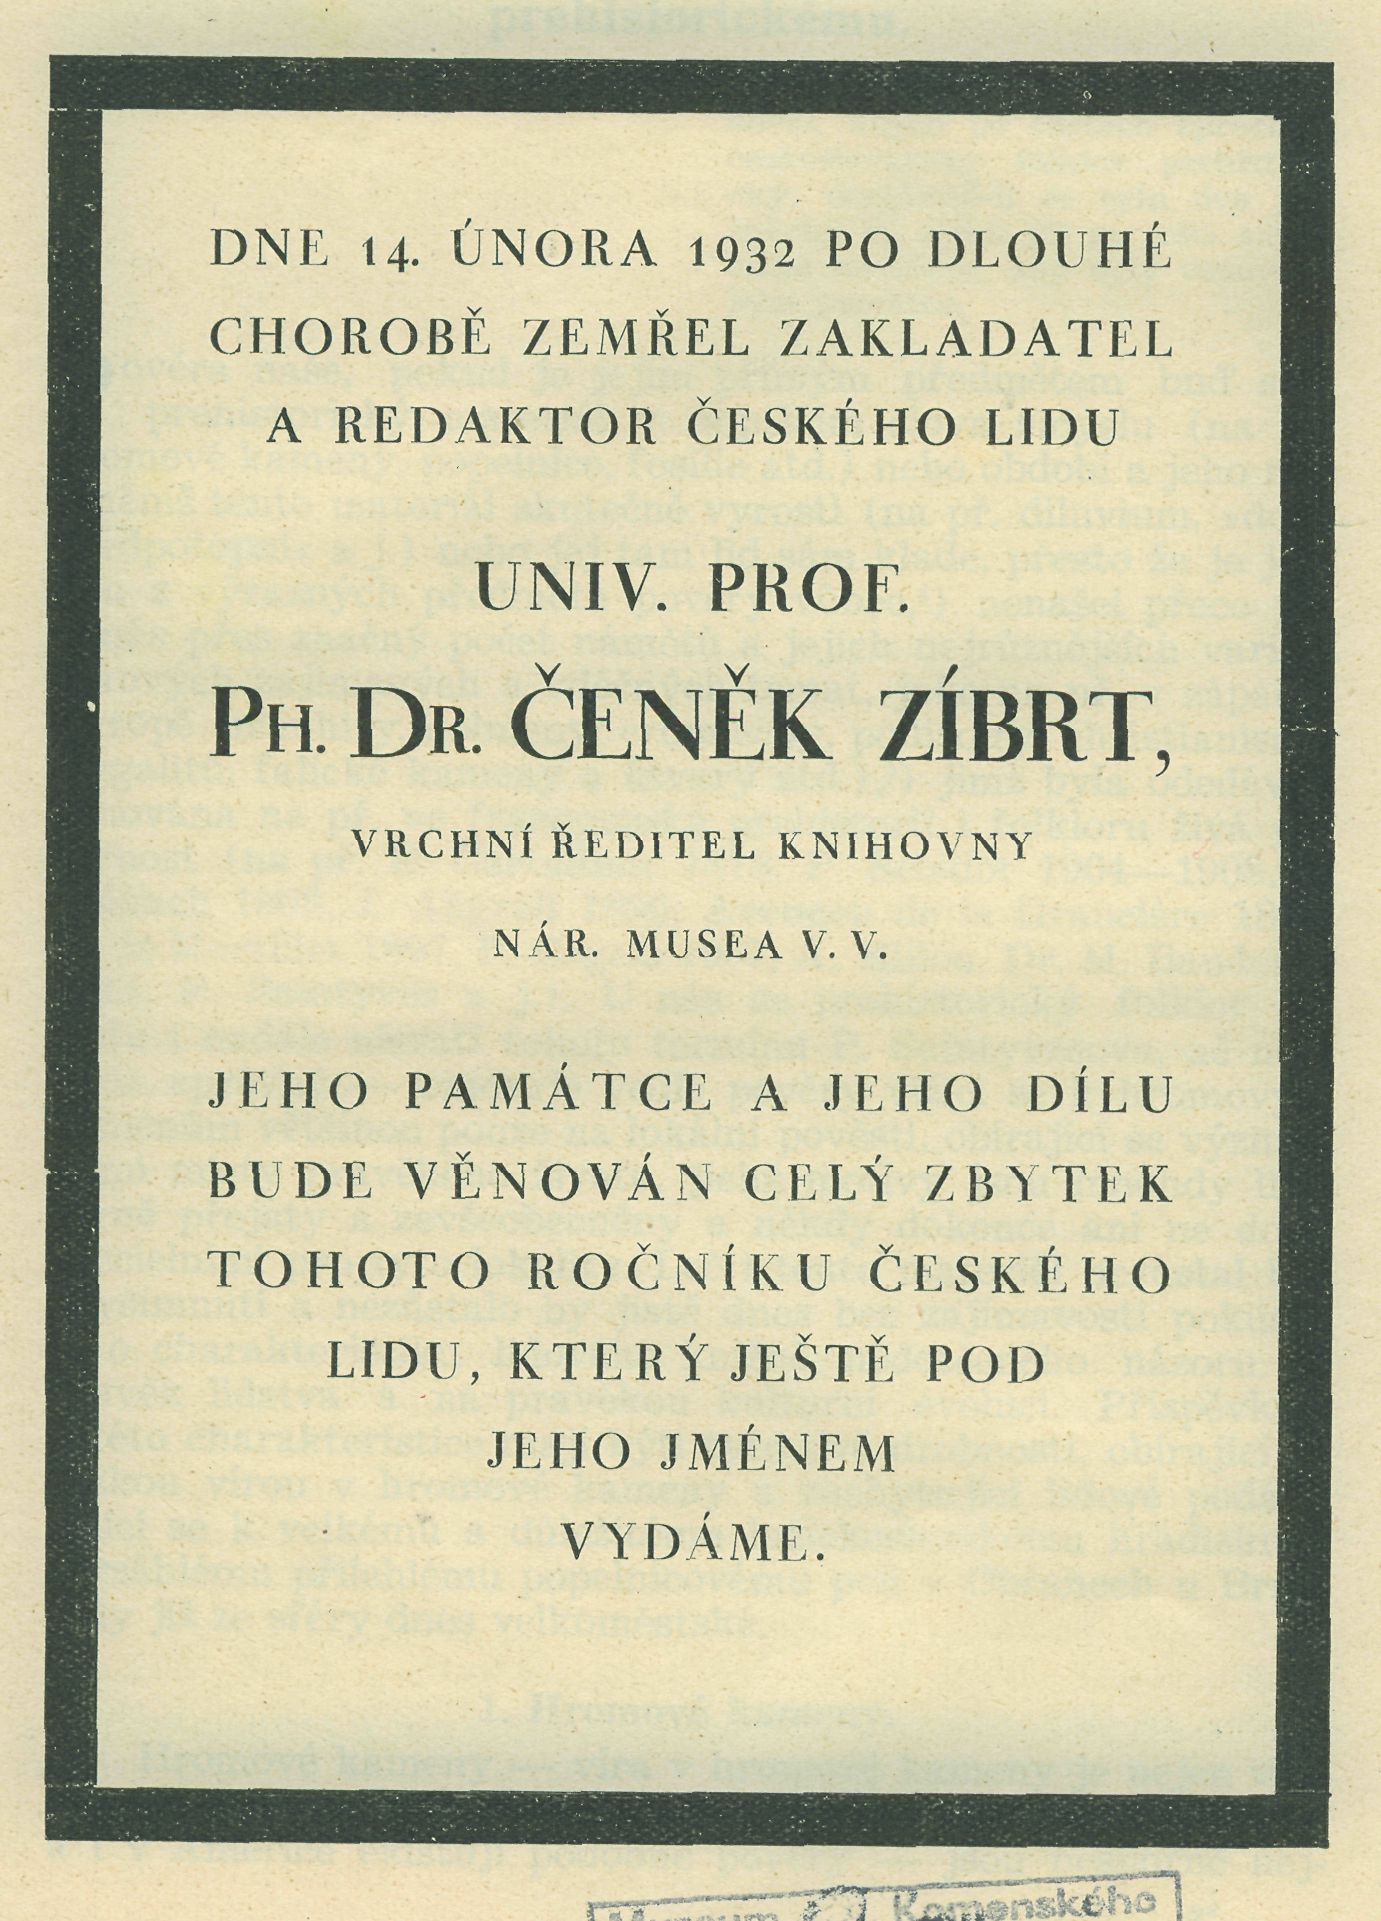 DNE 14. ÚNORA 1932 PO DLOUHÉ
CHOROBĚ ZEMŘEL ZAKLADATEL
A REDAKTOR ČESKÉHO LIDU
UNIV. PROF.
PH. DR. ČENĚK ZÍBRT,
VRCHNÍ ŘEDITEL KNIHOVNY
NÁR. MUSEA V. V.
JEHO PAMÁTCE A JEHO DÍLU
BUDE VĚNOVÁN CELÝ ZBYTEK
TOHOTO ROČNÍKU ČESKÉHO
LIDU, KTERÝ JEŠTĚ POD
JEHO JMÉNEM
VYDÁME.
Museum Komenského